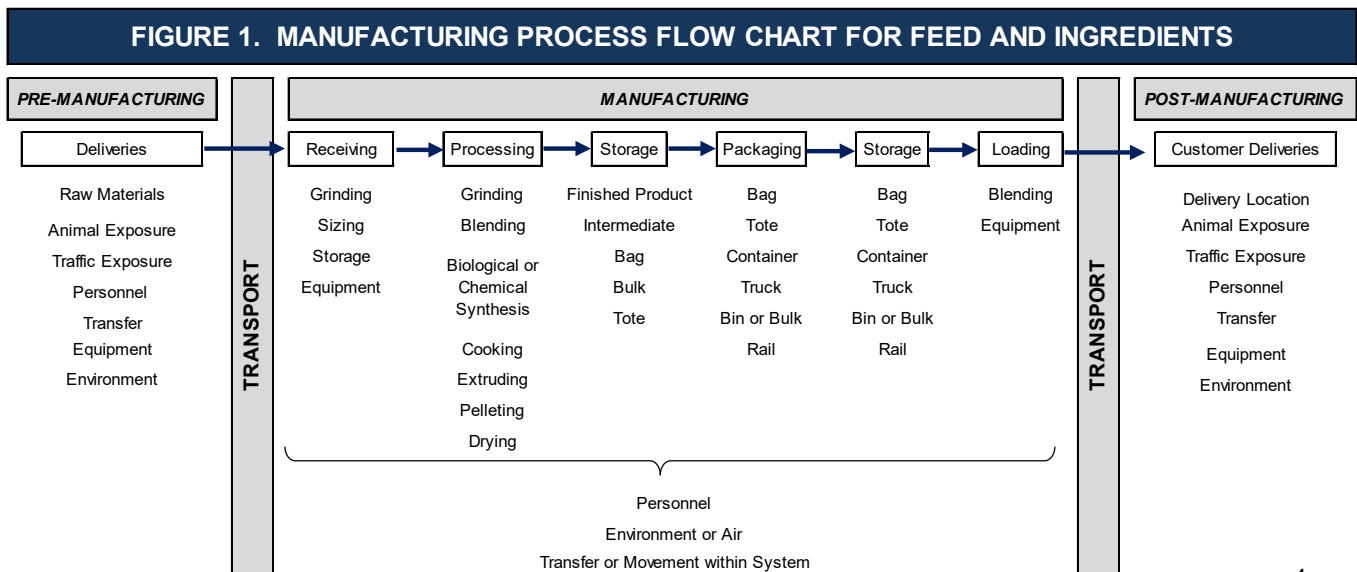 FIGURE 1. MANUFACTURING PROCESS FLOW CHART FOR FEED AND INGREDIENTS
PRE-MANUFACTURING
Deliveries
Raw Materials
Animal Exposure
Traffic Exposure
Personnel
Transfer
Equipment
Environment
TRANSPORT
MANUFACTURING
Receiving
Grinding
Sizing
Storage
Equipment
Processing
Grinding
Blending
Biological or
Chemical
Synthesis
Cooking
Extruding
Pelleting
Drying
Storage
Finished Product
Intermediate
Bag
Bulk
Tote
Packaging
Bag
Tote
Container
Truck
Bin or Bulk
Rail
Storage
Bag
Tote
Container
Truck
Bin or Bulk
Rail
Loading
Blending
Equipment
Personnel
Environment or Air
Transfer or Movement within System
TRANSPORT
POST-MANUFACTURING
Customer Deliveries
Delivery Location
Animal Exposure
Traffic Exposure
Personnel
Transfer
Equipment
Environment